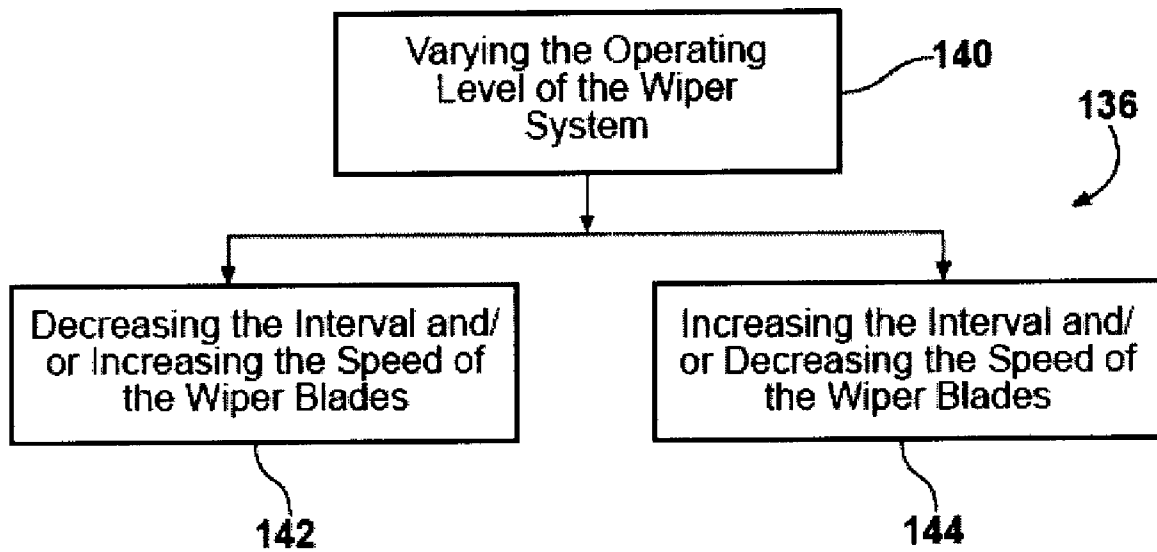 Varying the Operating
Level of the Wiper
System
140
136
Decreasing the Interval and/
or Increasing the Speed of
the Wiper Blades
Increasing the Interval and/
or Decreasing the Speed of
the Wiper Blades
142
144